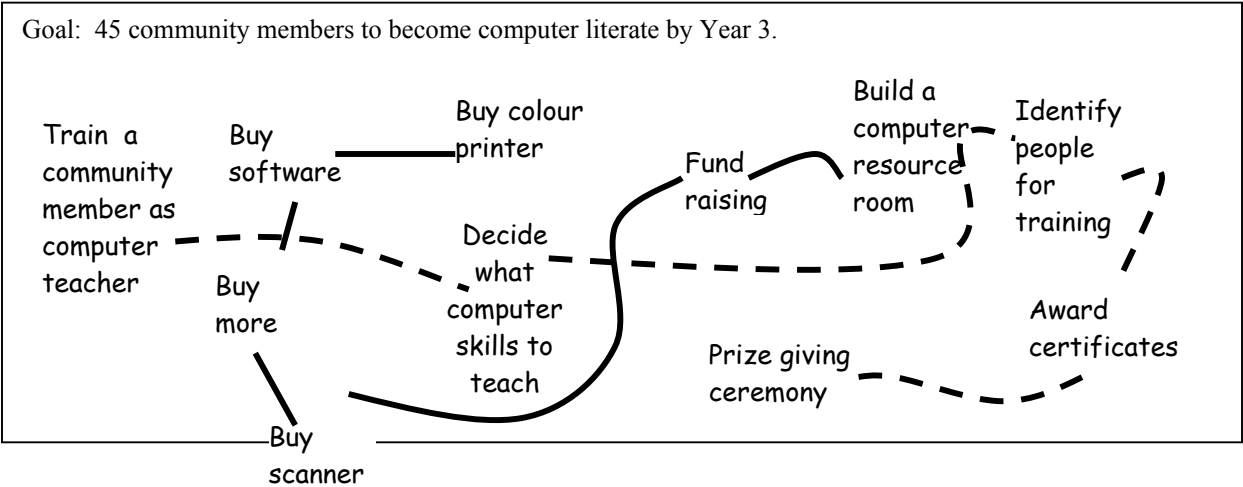 Goal: 45 community members to become computer literate by Year 3.
Train a
community
member as
computer
teacher
Buy
software
Buy colour
printer
Buy
more
Buy
scanner
Decide
what
computer
skills to
teach
Fund
raising
Build a
computer
resource
room
Identify
people
for
training
Award
certificates
Prize giving
ceremony